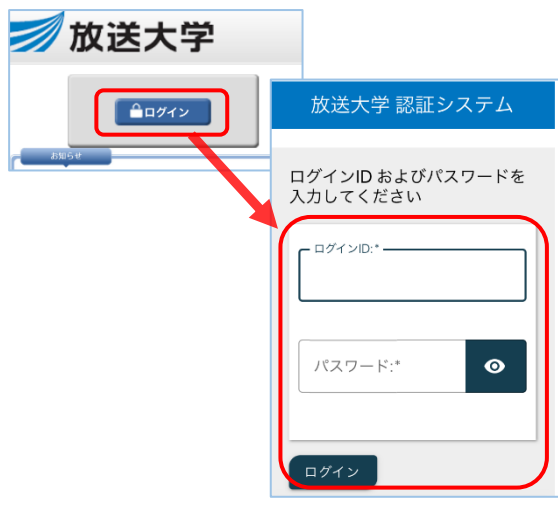 放送大学
ログイン
お知らせ
放送大学 認証システム
ログインID およびパスワードを
入力してください
ログインID:*
パスワード:*
ログイン